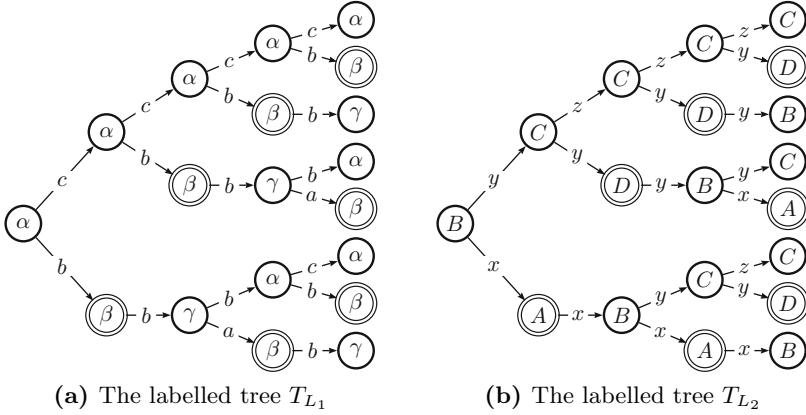 α
c
b
α
β
c
b
b
α
β
γ
c
b
b
b
a
α
β
γ
α
β
c
b
b
b
a
c
b
b
α
β
γ
α
β
α
β
γ
(a) The labelled tree T_{L_1}
B
y
x
C
A
z
y
x
C
D
B
z
y
y
y
x
C
D
B
C
A
z
y
y
y
x
z
y
x
C
D
B
C
A
C
D
B
(b) The labelled tree T_{L_2}